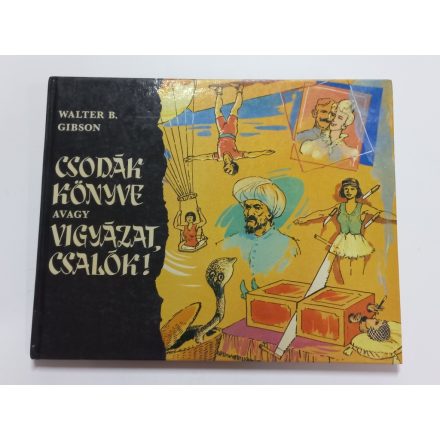 WALTER B.
GIBSON
CSODÁK
KÖNYVE
AVAGY
VIGYÁZAT,
CSALÓK!